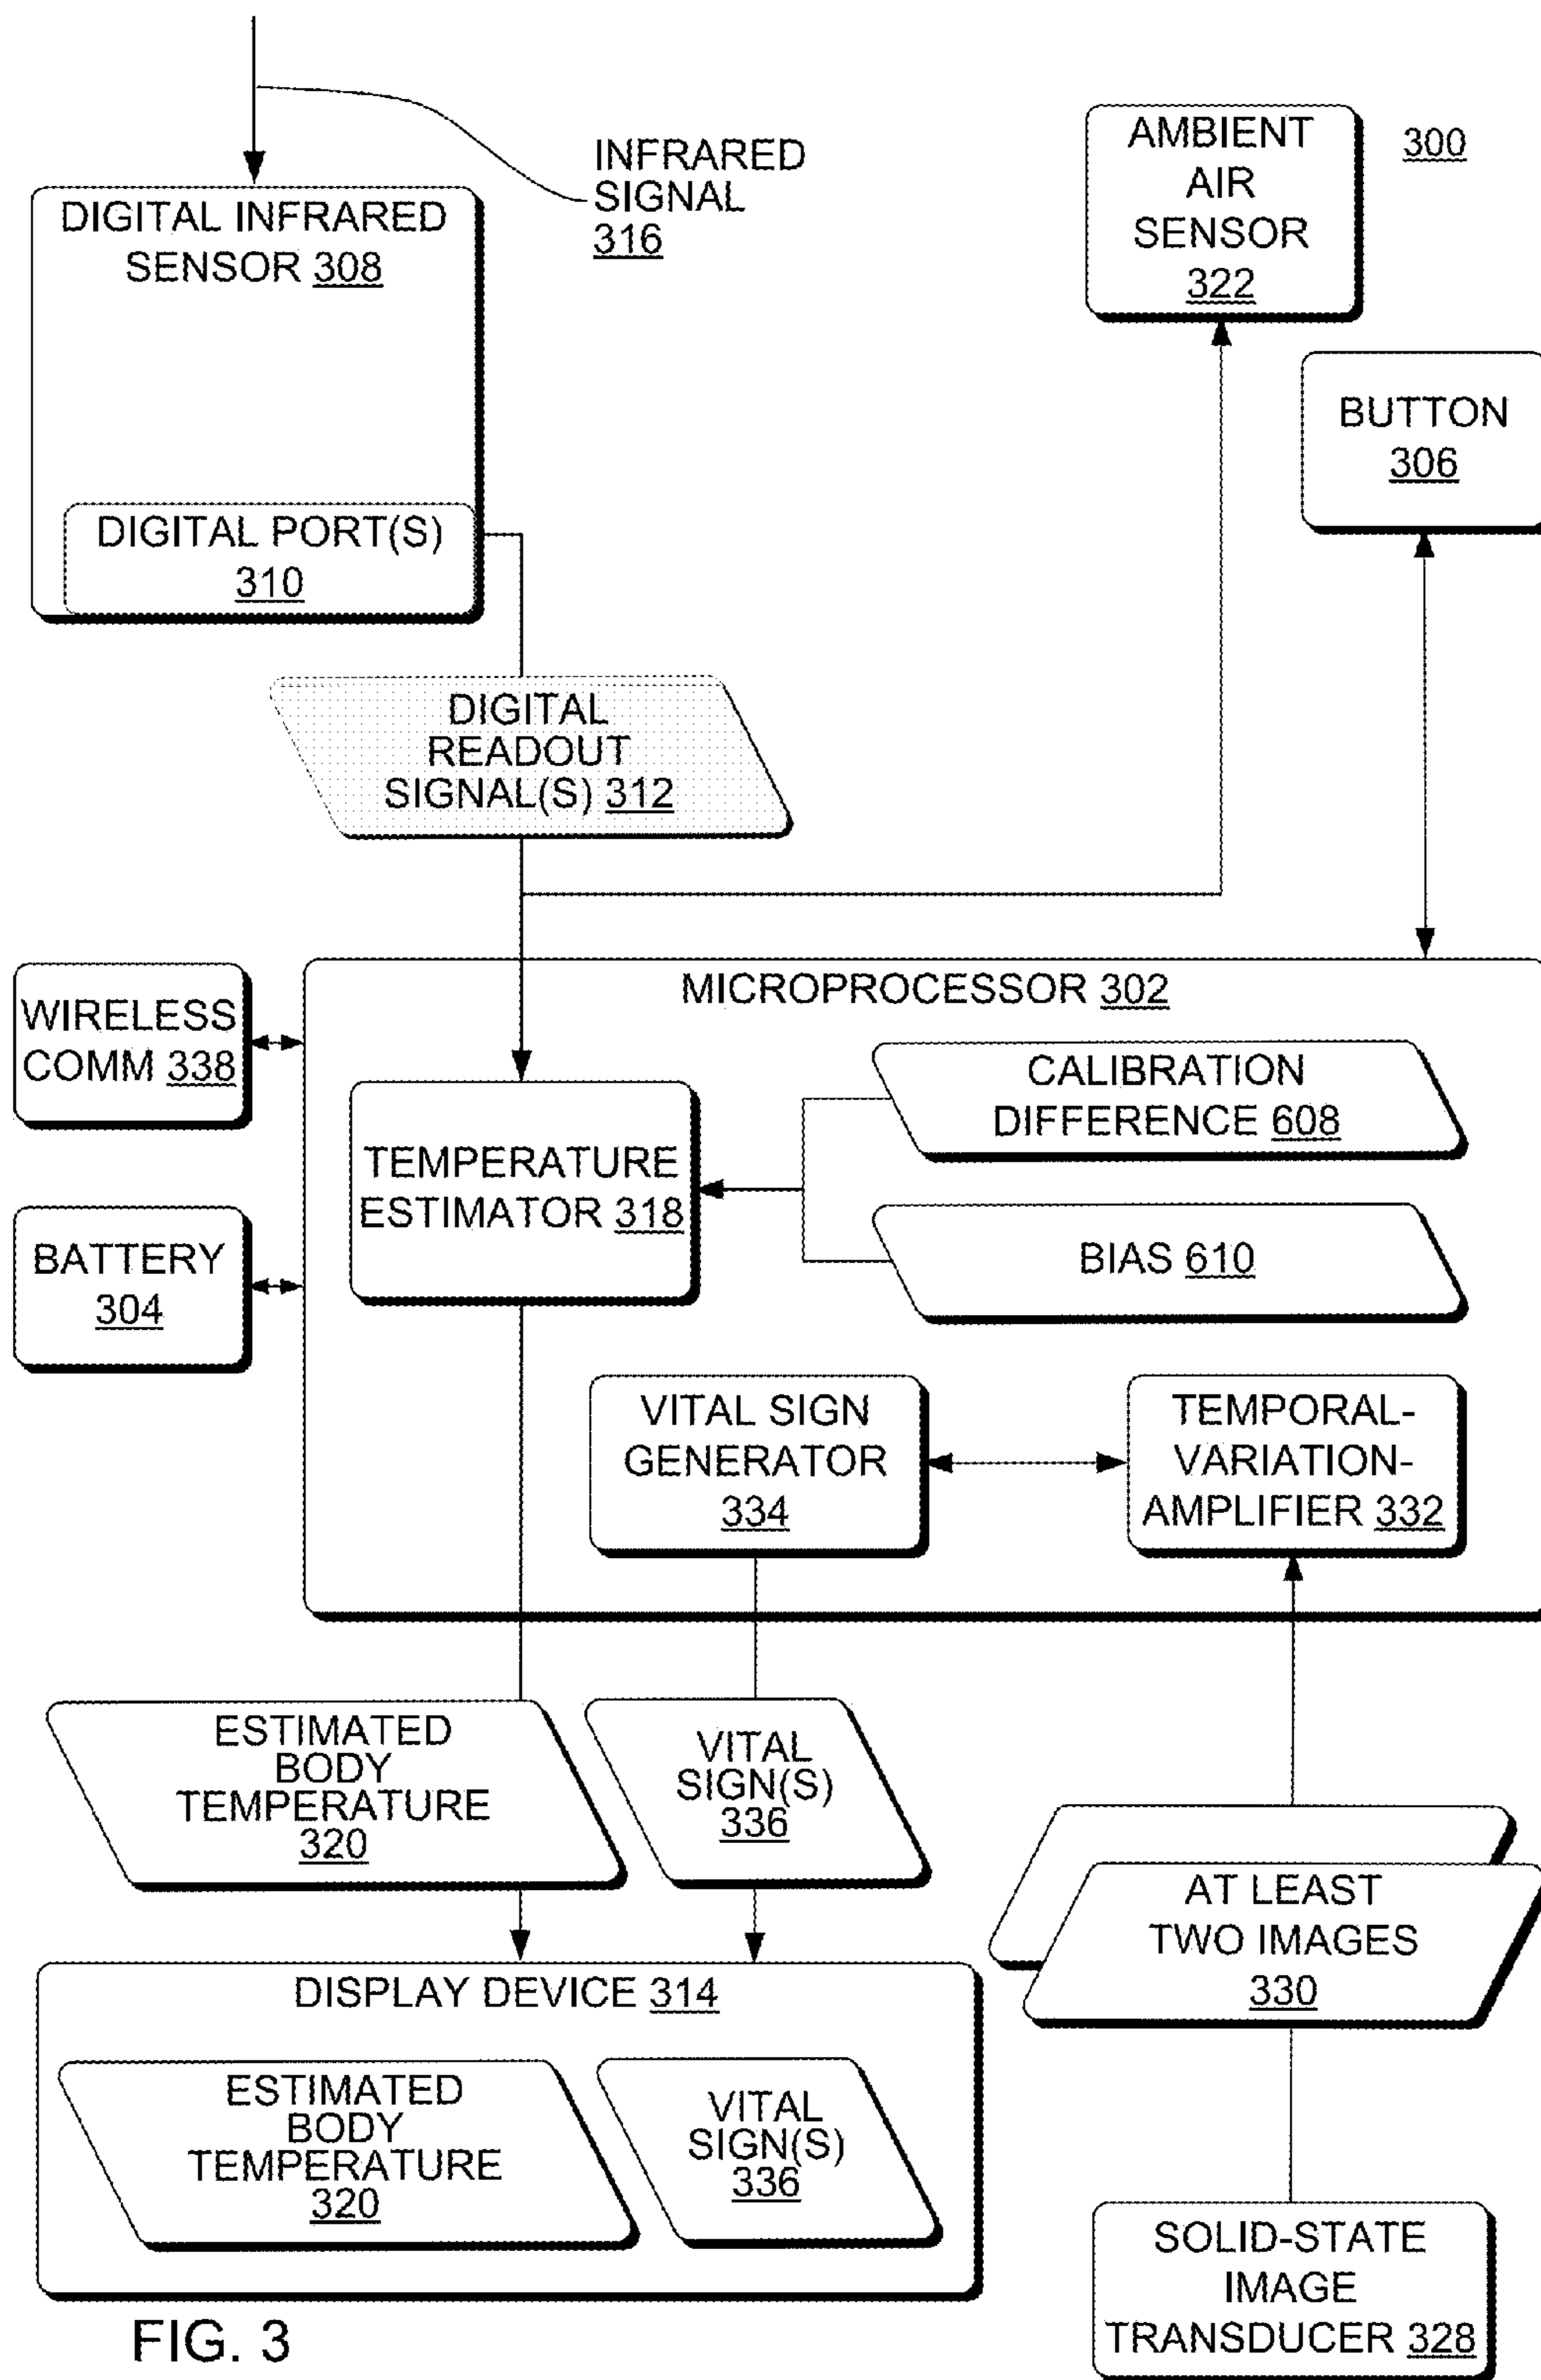 INFRARED
SIGNAL
316
AMBIENT
AIR
SENSOR
322
300
DIGITAL INFRARED
SENSOR 308
BUTTON
306
DIGITAL PORT(S)
310
DIGITAL
READOUT
SIGNAL(S) 312
MICROPROCESSOR 302
WIRELESS
COMM 338
CALIBRATION
DIFFERENCE 608
TEMPERATURE
ESTIMATOR 318
BATTERY
304
BIAS 610
VITAL SIGN
GENERATOR
334
TEMPORAL-
VARIATION-
AMPLIFIER 332
ESTIMATED
BODY
TEMPERATURE
320
VITAL
SIGN(S)
336
AT LEAST
TWO IMAGES
330
DISPLAY DEVICE 314
ESTIMATED
BODY
TEMPERATURE
320
VITAL
SIGN(S)
336
SOLID-STATE
IMAGE
TRANSDUCER 328
FIG. 3